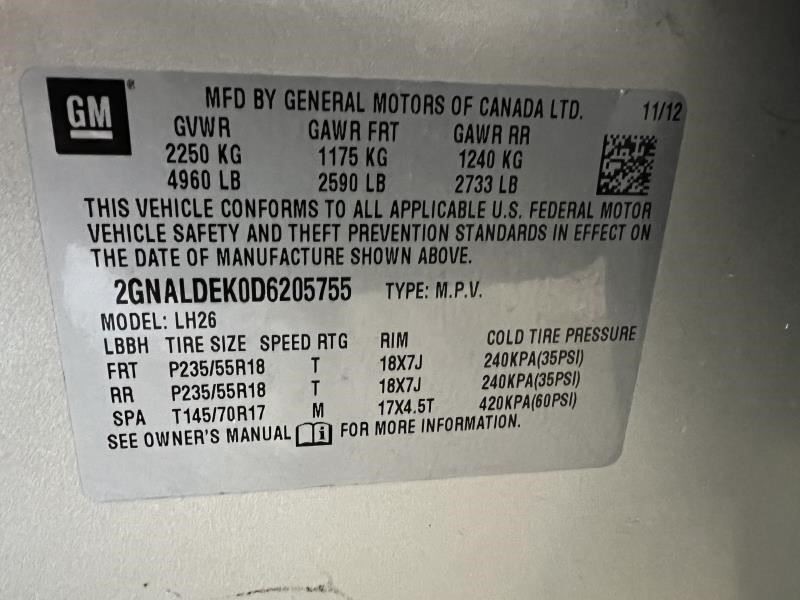 GM
MFD BY GENERAL MOTORS OF CANADA LTD. 11/12
GVWR GAWR FRT GAWR RR
2250 KG 1175 KG 1240 KG
4960 LB 2590 LB 2733 LB
THIS VEHICLE CONFORMS TO ALL APPLICABLE U.S. FEDERAL MOTOR
VEHICLE SAFETY AND THEFT PREVENTION STANDARDS IN EFFECT ON
THE DATE OF MANUFACTURE SHOWN ABOVE.
2GNALDEK0D6205755 TYPE: M.P.V.
MODEL: LH26
LBBH TIRE SIZE SPEED RTG RIM COLD TIRE PRESSURE
FRT P235/55R18 T 18X7J 240KPA(35PSI)
RR P235/55R18 T 18X7J 240KPA(35PSI)
SPA T145/70R17 M 17X4.5T 420KPA(60PSI)
SEE OWNER'S MANUAL i FOR MORE INFORMATION.